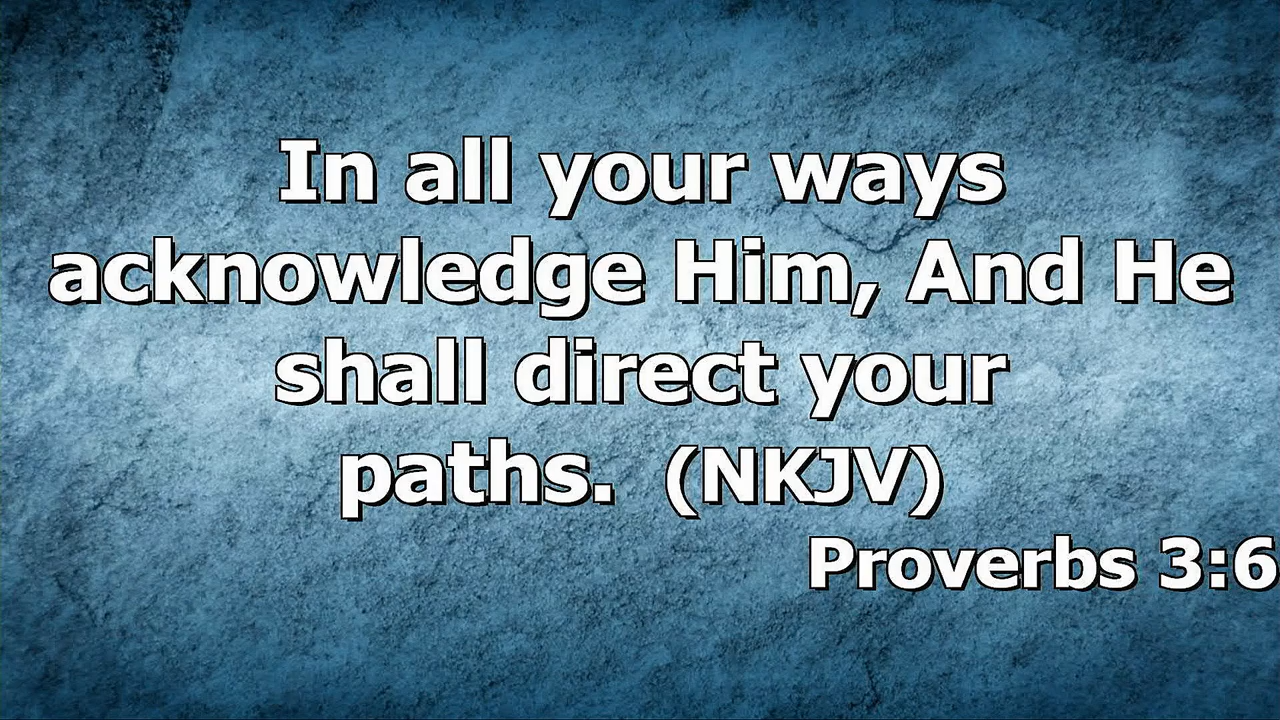 In all your ways
acknowledge Him, And He
shall direct your
paths. (NKJV)
Proverbs 3:6